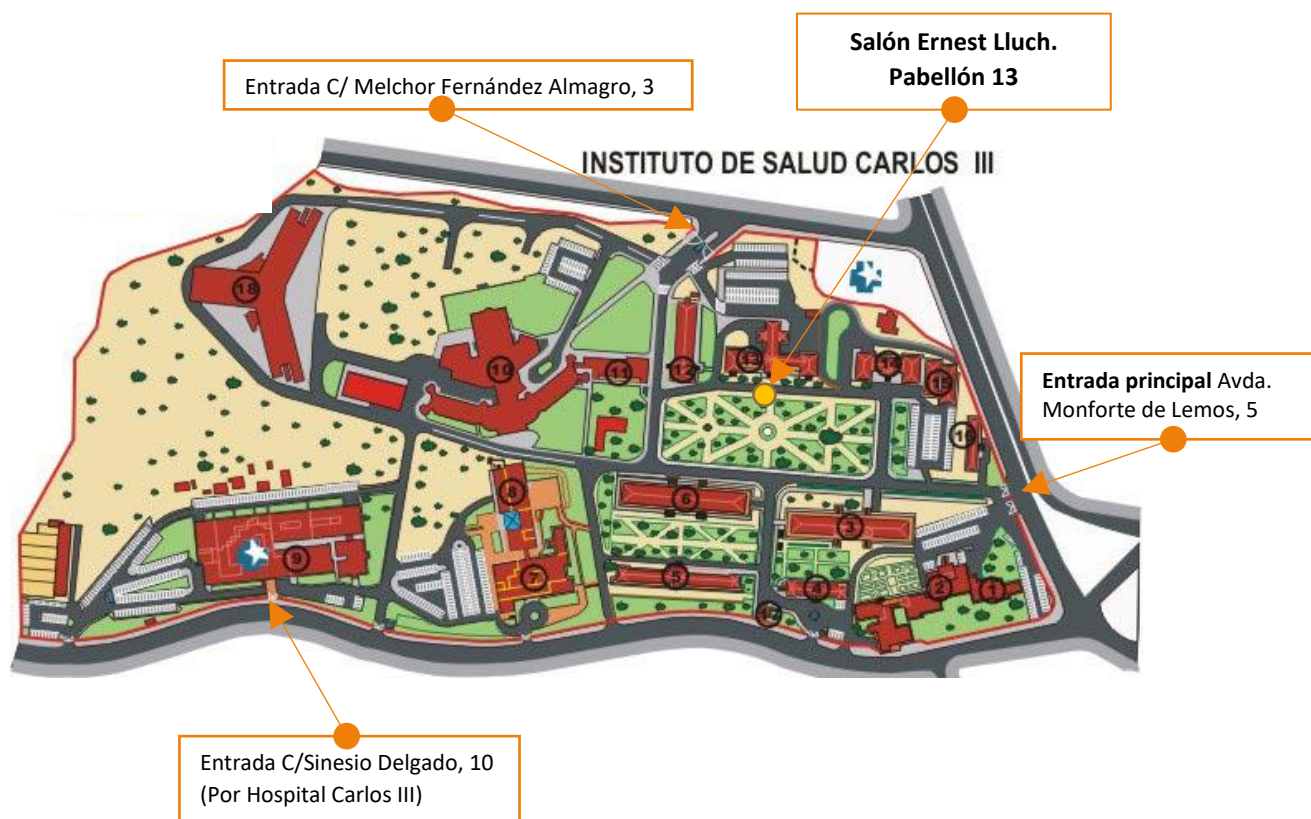 Salón Ernest Lluch.
Pabellón 13
Entrada C/ Melchor Fernández Almagro, 3
INSTITUTO DE SALUD CARLOS III
18
10
11
12
13
14
15
16
Entrada principal Avda.
Monforte de Lemos, 5
8
6
3
9
7
5
4
2
1
Entrada C/Sinesio Delgado, 10
(Por Hospital Carlos III)